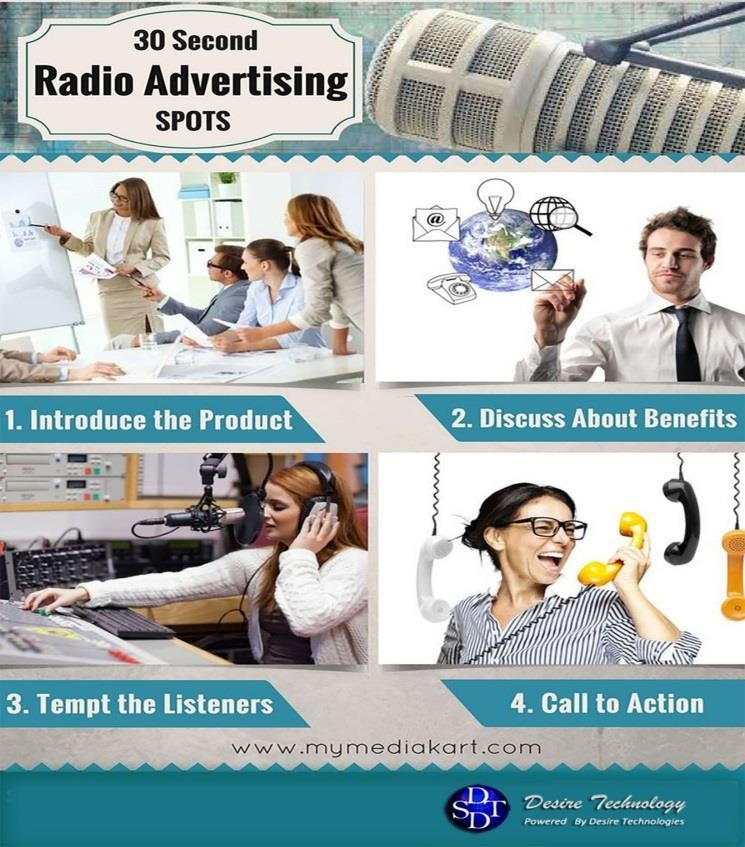 30 Second
Radio Advertising
SPOTS
@
1. Introduce the Product
2. Discuss About Benefits
3. Tempt the Listeners
4. Call to Action
www.mymediakart.com
SDDT
Desire Technology
Powered By Desire Technologies